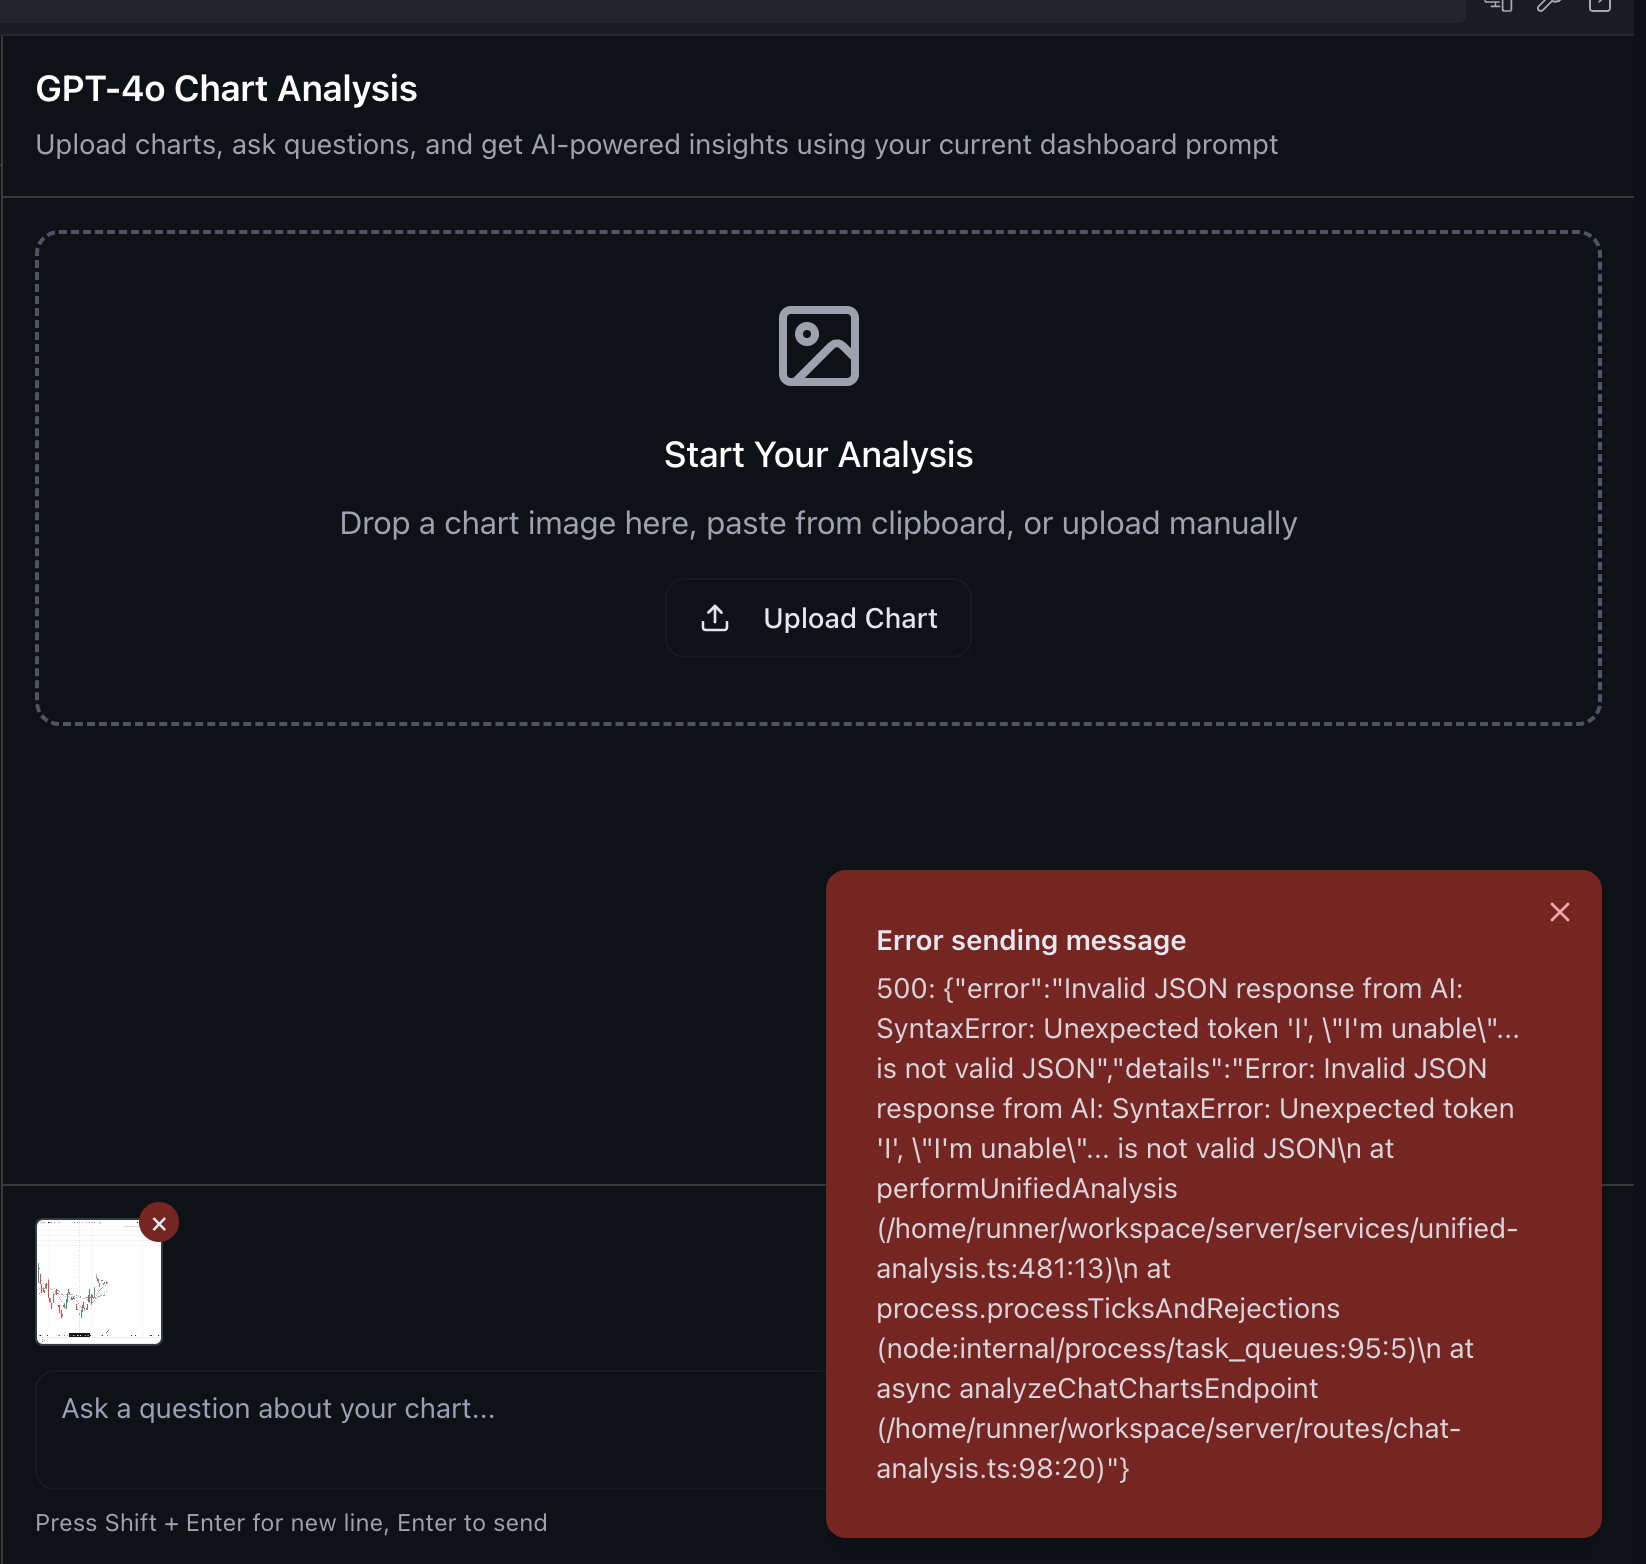 GPT-4o Chart Analysis
Upload charts, ask questions, and get AI-powered insights using your current dashboard prompt
Start Your Analysis
Drop a chart image here, paste from clipboard, or upload manually
Upload Chart
Error sending message
500: {"error":"Invalid JSON response from AI:
SyntaxError: Unexpected token 'I', \"I'm unable\"...
is not valid JSON","details":"Error: Invalid JSON
response from AI: SyntaxError: Unexpected token
'I', \"I'm unable\"... is not valid JSON\n at
performUnifiedAnalysis
(/home/runner/workspace/server/services/unified-
analysis.ts:481:13)\n at
process.processTicksAndRejections
(node:internal/process/task_queues:95:5)\n at
async analyzeChatChartsEndpoint
(/home/runner/workspace/server/routes/chat-
analysis.ts:98:20)"}
Ask a question about your chart...
Press Shift + Enter for new line, Enter to send